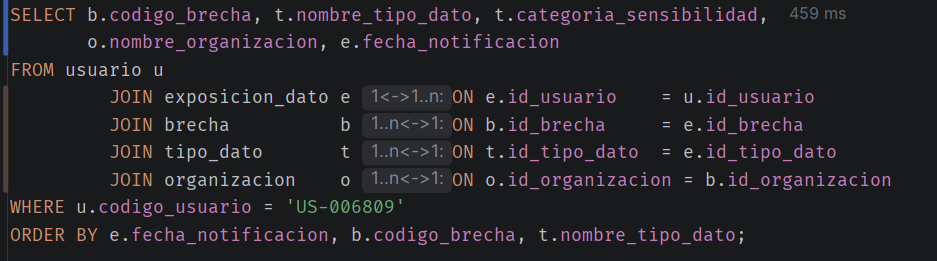 SELECT b.codigo_brecha, t.nombre_tipo_dato, t.categoria_sensibilidad, 459 ms
o.nombre_organizacion, e.fecha_notificacion
FROM usuario u
JOIN exposicion_dato e 1<->1..n: ON e.id_usuario = u.id_usuario
JOIN brecha b 1..n<->1: ON b.id_brecha = e.id_brecha
JOIN tipo_dato t 1..n<->1: ON t.id_tipo_dato = e.id_tipo_dato
JOIN organizacion o 1..n<->1: ON o.id_organizacion = b.id_organizacion
WHERE u.codigo_usuario = 'US-006809'
ORDER BY e.fecha_notificacion, b.codigo_brecha, t.nombre_tipo_dato;